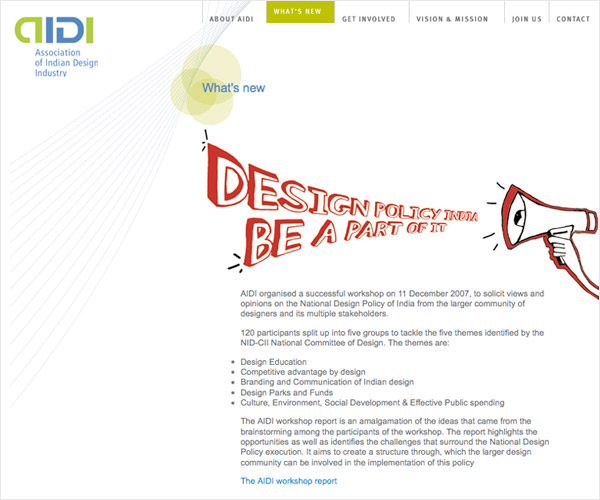 AIDI
Association
of Indian Design
Industry
ABOUT AIDI
WHAT'S NEW
GET INVOLVED
VISION & MISSION
JOIN US
CONTACT
What's new
DESIGN POLICY INDIA
BE A PART OF IT
AIDI organised a successful workshop on 11 December 2007, to solicit views and
opinions on the National Design Policy of India from the larger community of
designers and its multiple stakeholders.
120 participants split up into five groups to tackle the five themes identified by the
NID-CII National Committee of Design. The themes are:
Design Education
Competitive advantage by design
Branding and Communication of Indian design
Design Parks and Funds
Culture, Environment, Social Development & Effective Public spending
The AIDI workshop report is an amalgamation of the ideas that came from the
brainstorming among the participants of the workshop. The report highlights the
opportunities as well as identifies the challenges that surround the National Design
Policy execution. It aims to create a structure through, which the larger design
community can be involved in the implementation of this policy
The AIDI workshop report